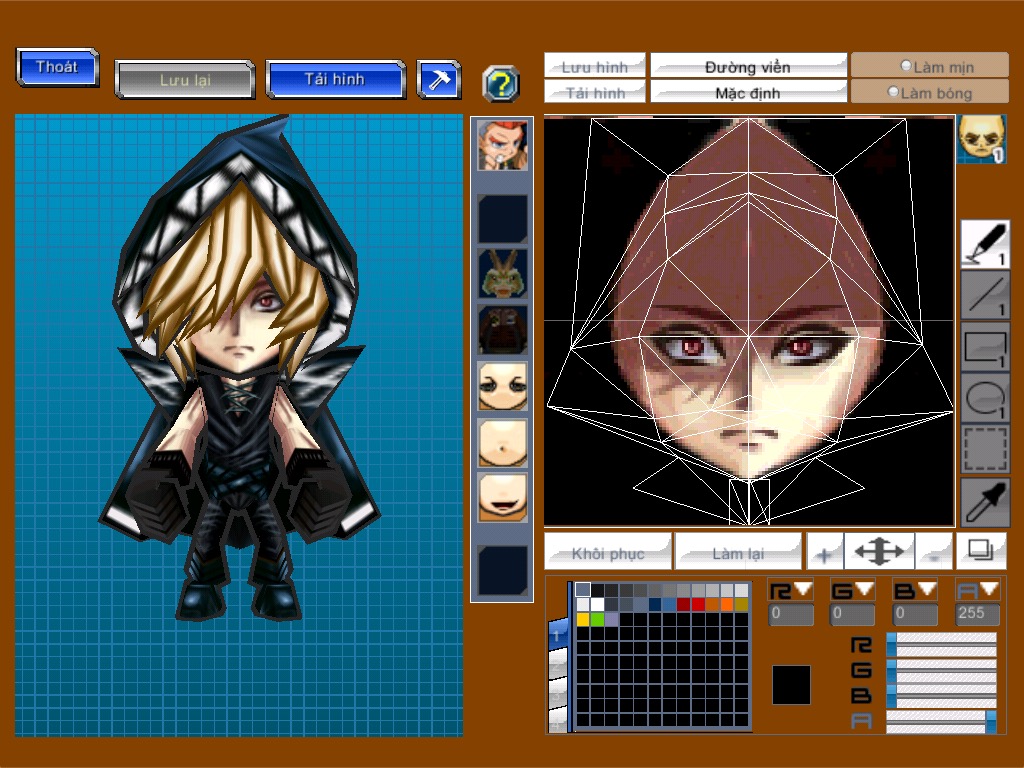 Thoát
Lưu lại
Tải hình
?
Lưu hình
Đường viền
Làm mịn
Tải hình
Mặc định
Làm bóng
1
1
1
1
1
Khôi phục
Làm lại
+
-
R
G
B
A
0
0
0
255
1
R
G
B
A